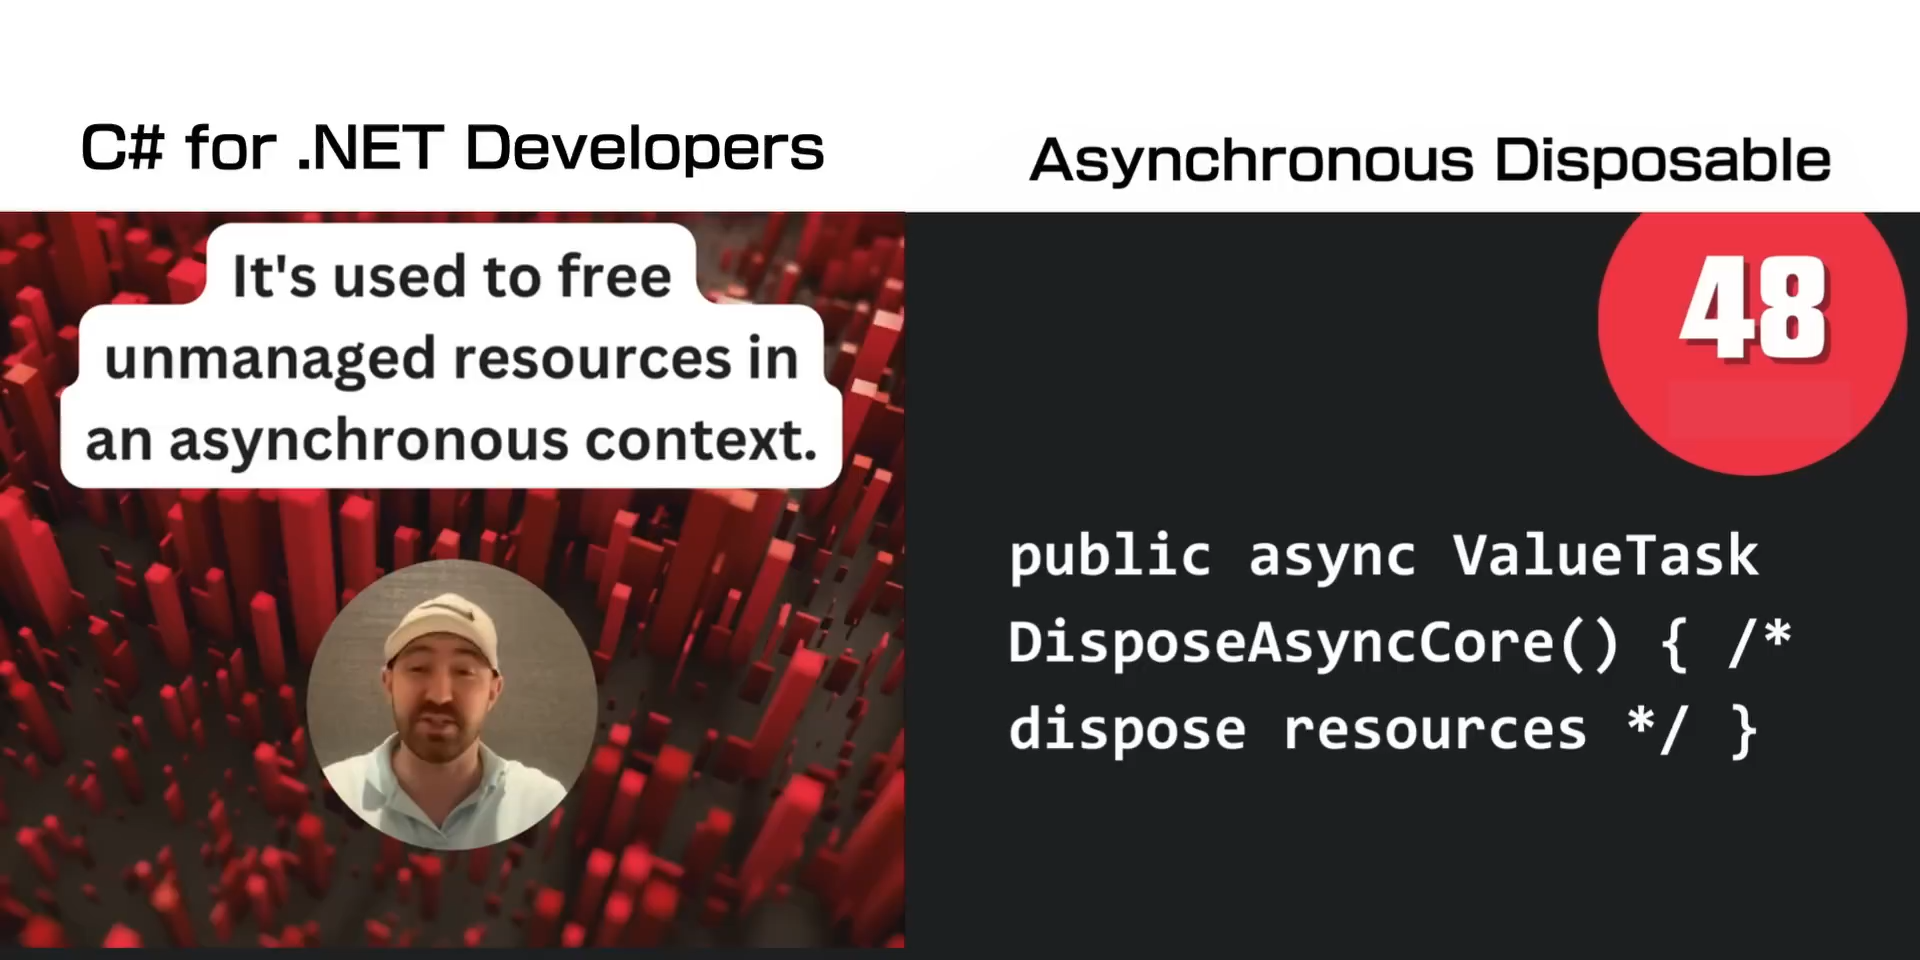 C# for .NET Developers
Asynchronous Disposable
It's used to free
unmanaged resources in
an asynchronous context.
48
public async ValueTask
DisposeAsyncCore() { /*
dispose resources */ }